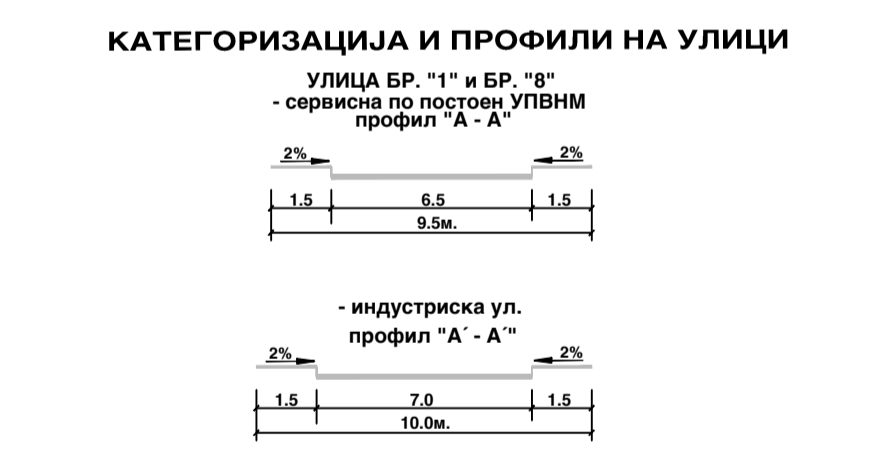 КАТЕГОРИЗАЦИЈА И ПРОФИЛИ НА УЛИЦИ
УЛИЦА БР. "1" и БР. "8"
- сервисна по постоен УПВНМ
профил "А - А"
2% 2%
1.5 6.5 1.5
9.5м.
- индустриска ул.
профил "А´ - А´"
2% 2%
1.5 7.0 1.5
10.0м.